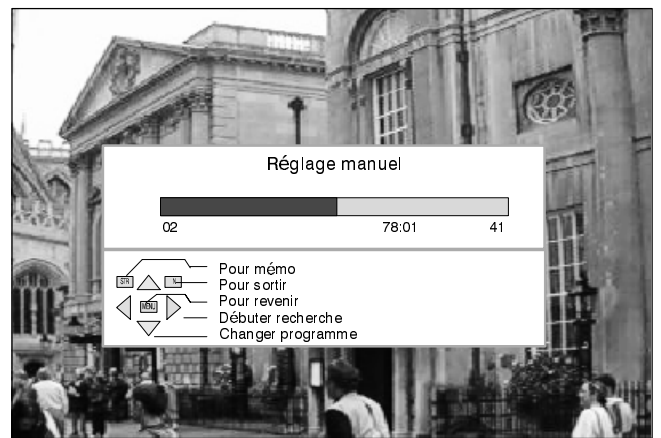 Réglage manuel
02 78:01 41
STR
N
MENU
Pour mémo
Pour sortir
Pour revenir
Débuter recherche
Changer programme